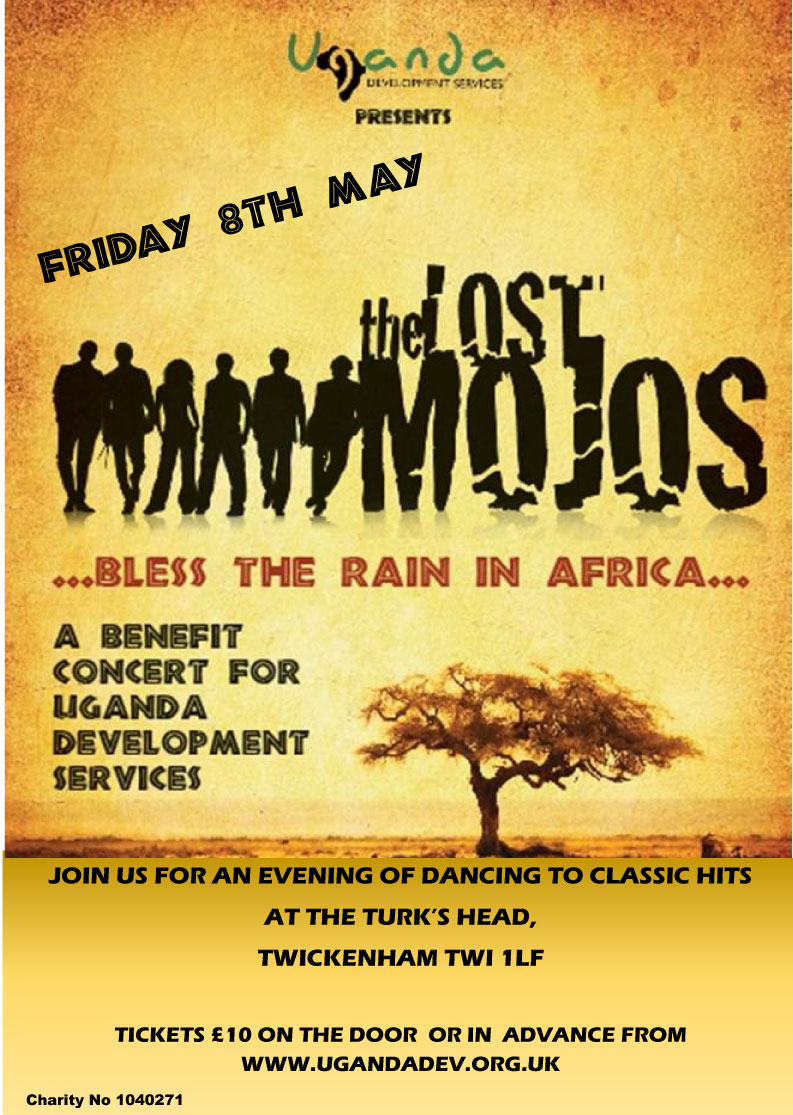 Uganda
DEVELOPMENT SERVICES
PRESENTS
FRIDAY 8TH MAY
the LOST
MOJOS
...BLESS THE RAIN IN AFRICA...
A BENEFIT
CONCERT FOR
UGANDA
DEVELOPMENT
SERVICES
JOIN US FOR AN EVENING OF DANCING TO CLASSIC HITS
AT THE TURK'S HEAD,
TWICKENHAM TWI 1LF
TICKETS £10 ON THE DOOR OR IN ADVANCE FROM
WWW.UGANDADEV.ORG.UK
Charity No 1040271